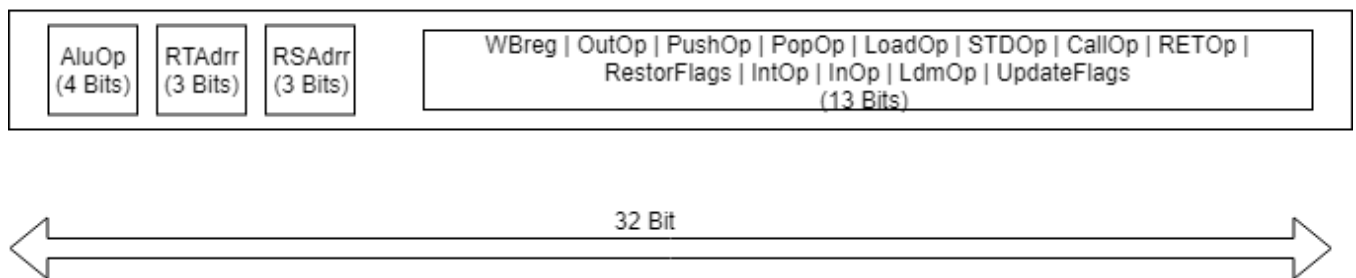 AluOp
(4 Bits)
RTAdrr
(3 Bits)
RSAdrr
(3 Bits)
WBreg | OutOp | PushOp | PopOp | LoadOp | STDOp | CallOp | RETOp |
RestorFlags | IntOp | InOp | LdmOp | UpdateFlags
(13 Bits)
32 Bit